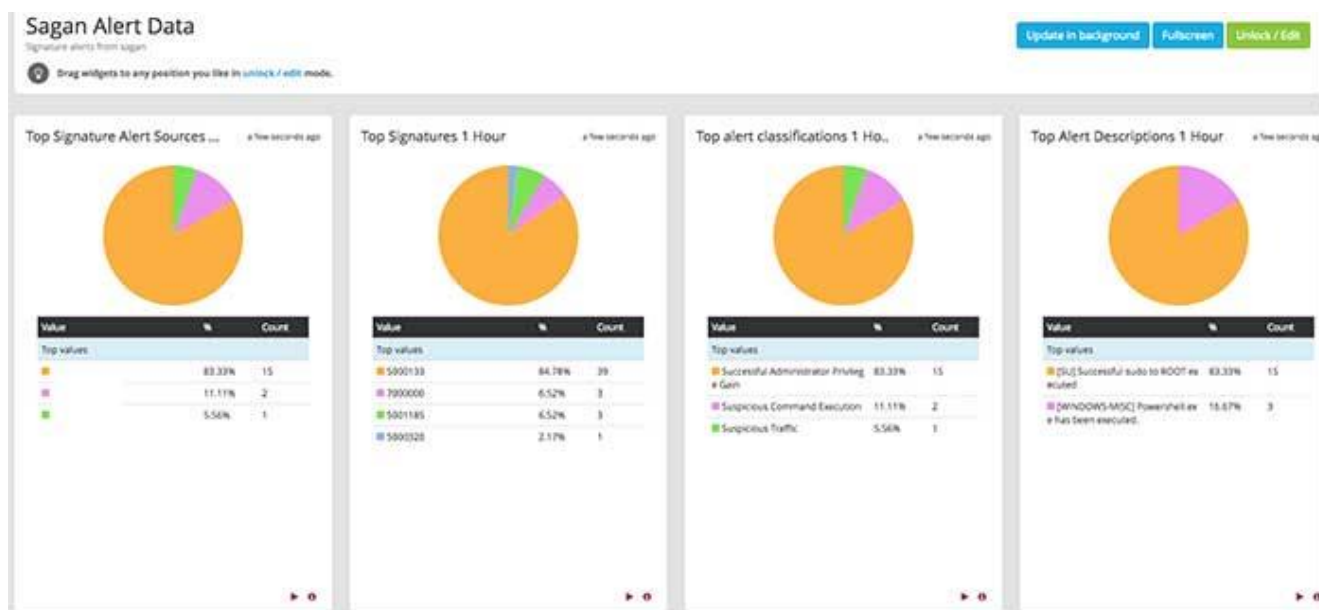 Sagan Alert Data
Signature alerts from sagan
Update in background
Fullscreen
Unlock / Edit
Drag widgets to any position you like in unlock / edit mode.
Top Signature Alert Sources ...
a few seconds ago
Value % Count
Top values
83.33% 15
11.11% 2
5.56% 1
Top Signatures 1 Hour
a few seconds ago
Value % Count
Top values
5000133 84.78% 39
7000000 6.52% 3
5001185 6.52% 3
5000328 2.17% 1
Top alert classifications 1 Ho..
a few seconds ago
Value % Count
Top values
Successful Administrator Privileg 83.33% 15
e Gain
Suspicious Command Execution 11.11% 2
Suspicious Traffic 5.56% 1
Top Alert Descriptions 1 Hour
a few seconds ag
Value % Count
Top values
[SU] Successful sudo to ROOT ex 83.33% 15
ecuted
[WINDOWS-MISC] Powershell.ex 16.67% 3
e has been executed.